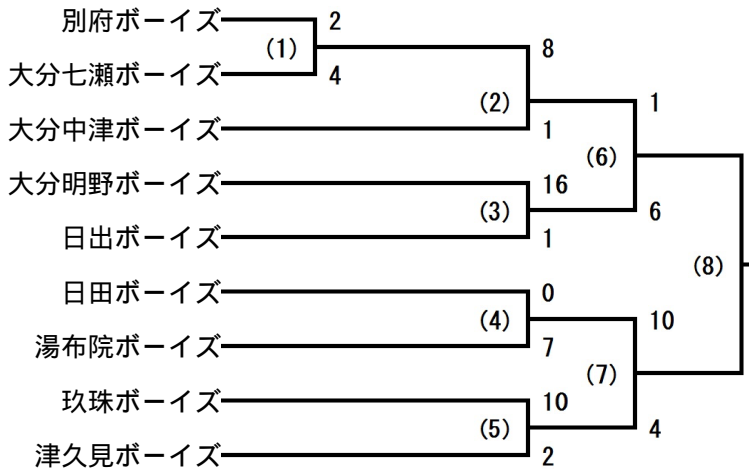 別府ボーイズ 2
(1)
大分七瀬ボーイズ 4
8
(2)
大分中津ボーイズ 1
1
(6)
大分明野ボーイズ 16
(3)
6
日出ボーイズ 1
(8)
日田ボーイズ 0
(4)
10
湯布院ボーイズ 7
(7)
玖珠ボーイズ 10
(5)
4
津久見ボーイズ 2